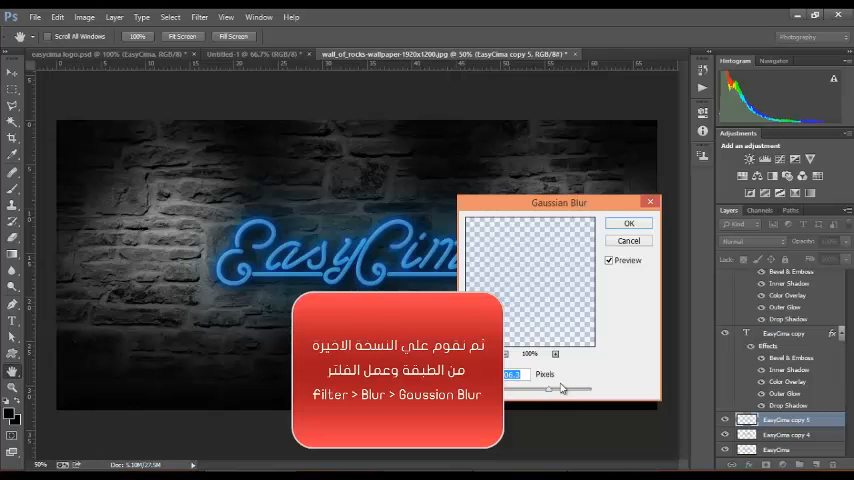 File Edit Image Layer Type Select Filter View Window Help
Scroll All Windows 100% Fit Screen Fill Screen Photography
easycima logo.psd @ 100% (EasyCima, RGB/8) * × Untitled-1 @ 66.7% (RGB/8) * × wall_of_rocks-wallpaper-1920x1200.jpg @ 50% (EasyCima copy 5, RGB/8#) * ×
Histogram Navigator
Adjustments
Add an adjustment
EasyCim
Gaussian Blur
OK
Cancel
Preview
100%
Pixels
ثم نقوم علي النسخة الاخيرة
من الطبقة وعمل الفلتر
Filter > Blur > Gaussion Blur
Layers Channels Paths
Kind
Normal Opacity:
Lock: Fill:
Bevel & Emboss
Inner Shadow
Color Overlay
Outer Glow
Drop Shadow
EasyCima copy fx
Effects
Bevel & Emboss
Inner Shadow
Color Overlay
Outer Glow
Drop Shadow
EasyCima copy 5
EasyCima copy 4
EasyCima
50% Doc: 5.10M/27.5M